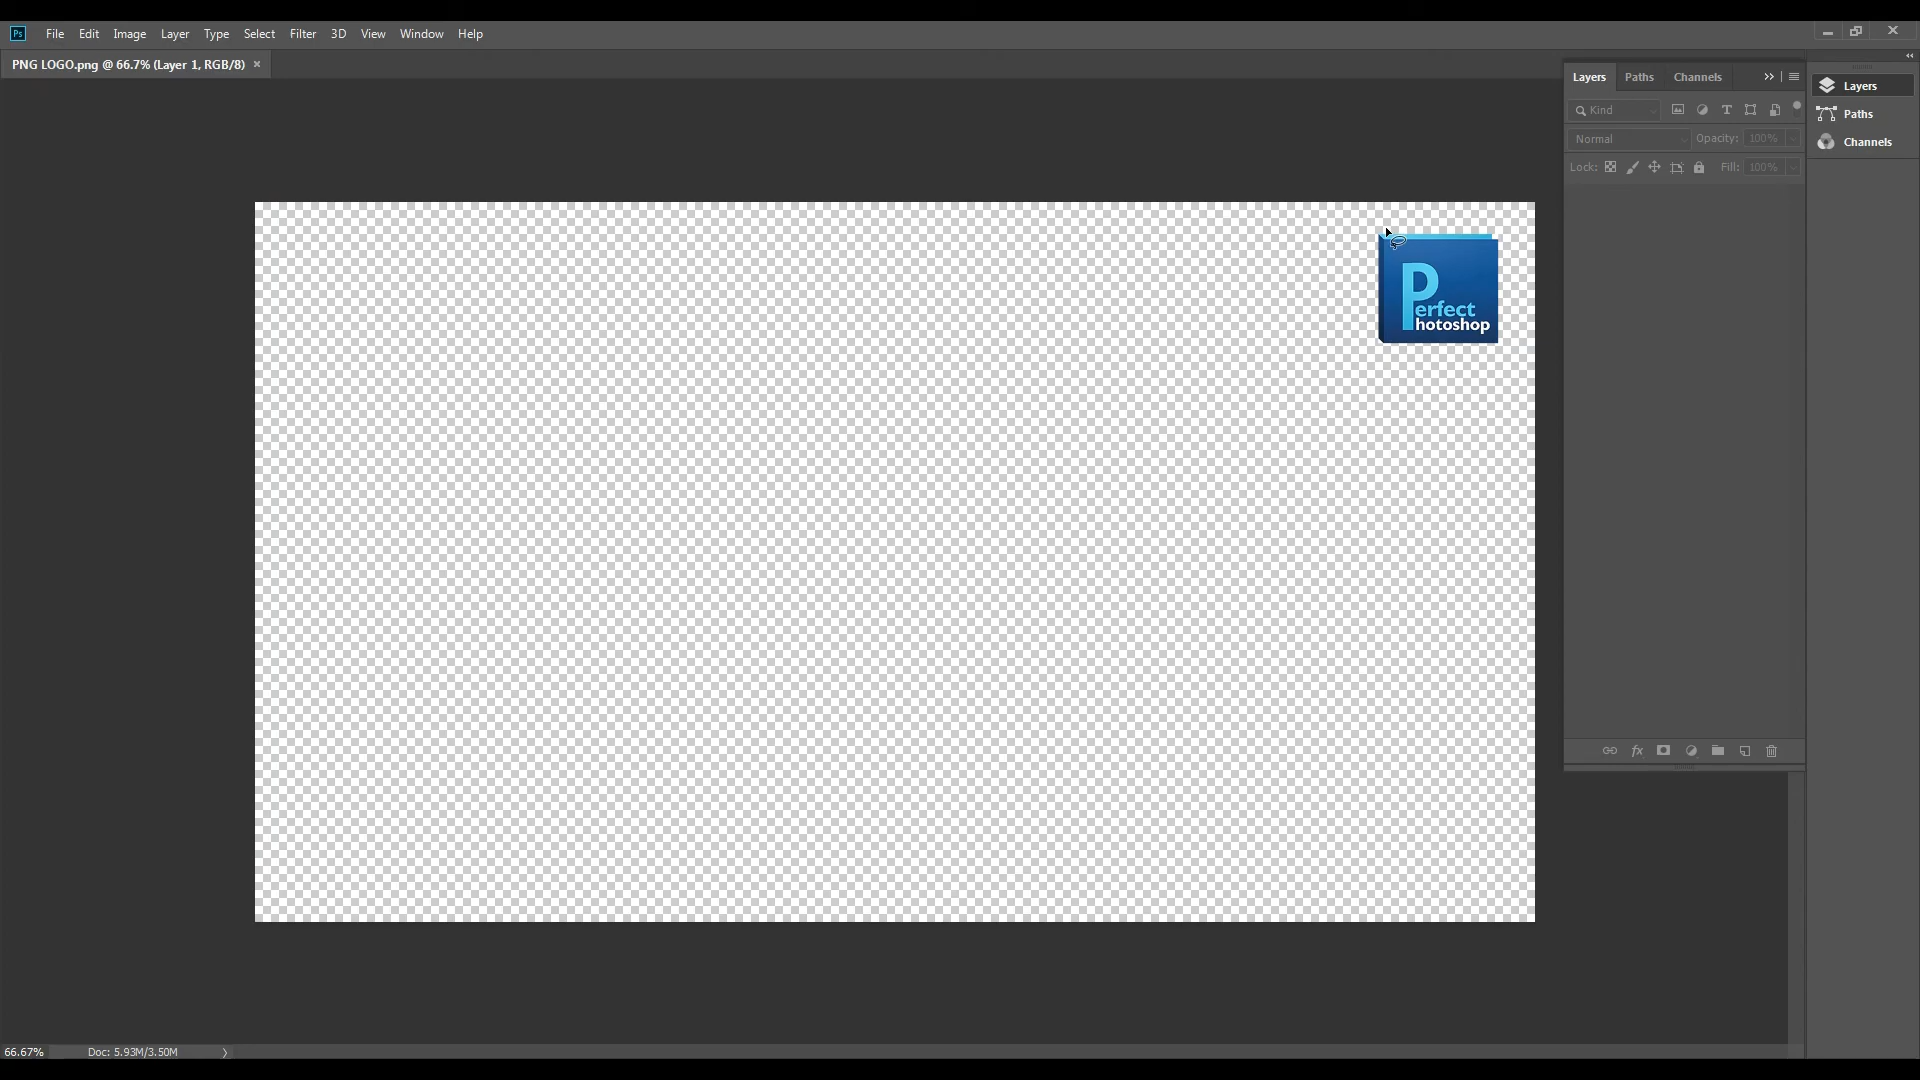 Ps File Edit Image Layer Type Select Filter 3D View Window Help
PNG LOGO.png @ 66.7% (Layer 1, RGB/8) ×
Layers Paths Channels
Kind
Normal Opacity: 100%
Lock: Fill: 100%
fx
Layers
Paths
Channels
Perfect
Photoshop
66.67% Doc: 5.93M/3.50M